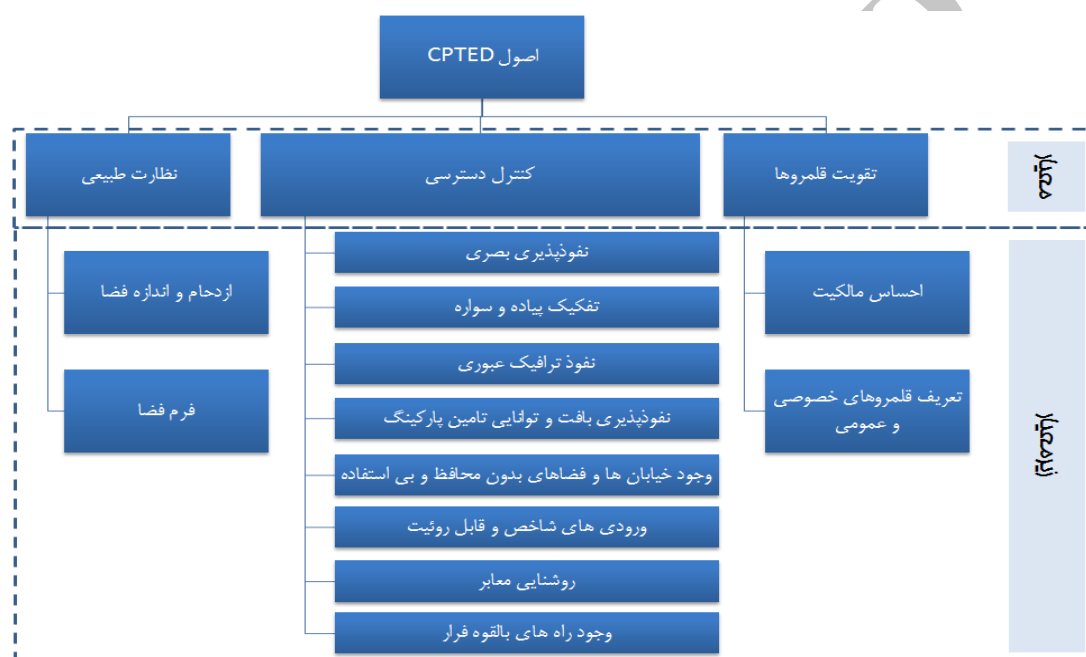 اصول CPTED
معیار
تقویت قلمروها
کنترل دسترسی
نظارت طبیعی
زیرمعیار
احساس مالکیت
تعریف قلمروهای خصوصی
و عمومی
نفوذپذیری بصری
تفکیک پیاده و سواره
نفوذ ترافیک عبوری
نفوذپذیری بافت و توانایی تامین پارکینگ
وجود خیابان ها و فضاهای بدون محافظ و بی استفاده
ورودی های شاخص و قابل روئیت
روشنایی معابر
وجود راه های بالقوه فرار
ازدحام و اندازه فضا
فرم فضا